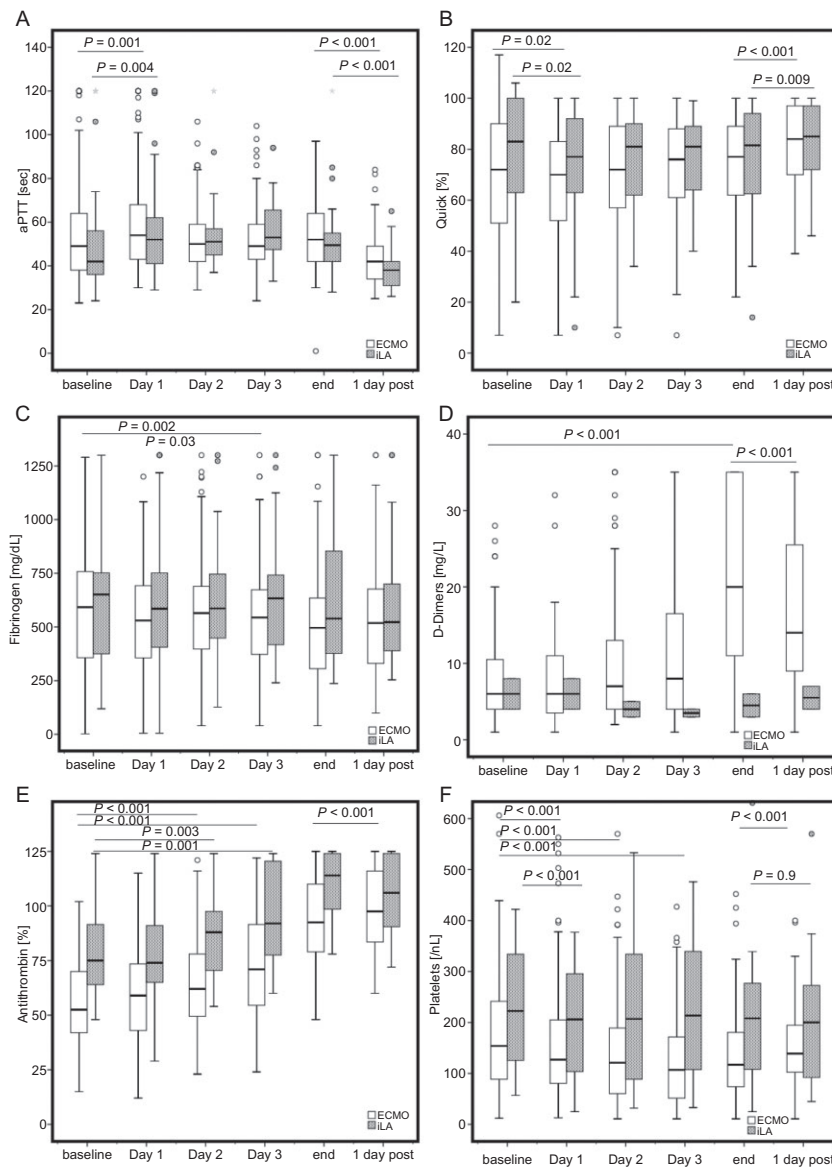 A
B
140
120
100
80
60
40
20
0
aPTT [sec]
P = 0.001
P < 0.001
P = 0.004
P < 0.001
ECMO
iLA
baseline Day 1 Day 2 Day 3 end 1 day post
120
100
80
60
40
20
0
Quick [%]
P = 0.02
P < 0.001
P = 0.02
P = 0.009
ECMO
iLA
baseline Day 1 Day 2 Day 3 end 1 day post
C
D
1250
1000
750
500
250
0
Fibrinogen [mg/dL]
P = 0.002
P = 0.03
ECMO
iLA
baseline Day 1 Day 2 Day 3 end 1 day post
40
30
20
10
0
D-Dimers [mg/L]
P < 0.001
P < 0.001
ECMO
iLA
baseline Day 1 Day 2 Day 3 end 1 day post
E
F
125
100
75
50
25
0
Antithrombin [%]
P < 0.001
P < 0.001
P < 0.001
P = 0.003
P = 0.001
ECMO
iLA
baseline Day 1 Day 2 Day 3 end 1 day post
600
500
400
300
200
100
0
Platelets [/nL]
P < 0.001
P < 0.001
P < 0.001
P < 0.001
P < 0.001
P = 0.9
ECMO
iLA
baseline Day 1 Day 2 Day 3 end 1 day post